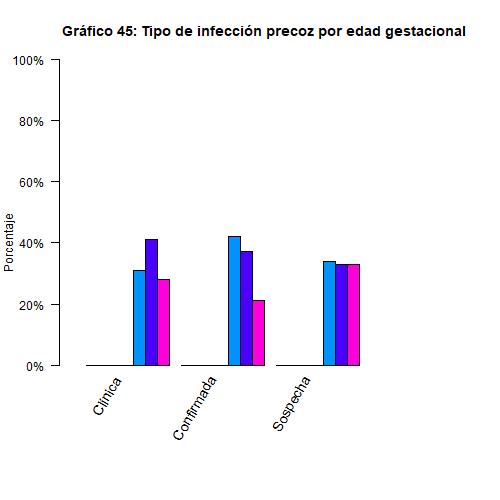 Gráfico 45: Tipo de infección precoz por edad gestacional
100%
80%
60%
40%
20%
0%
Porcentaje
Clínica
Confirmada
Sospecha